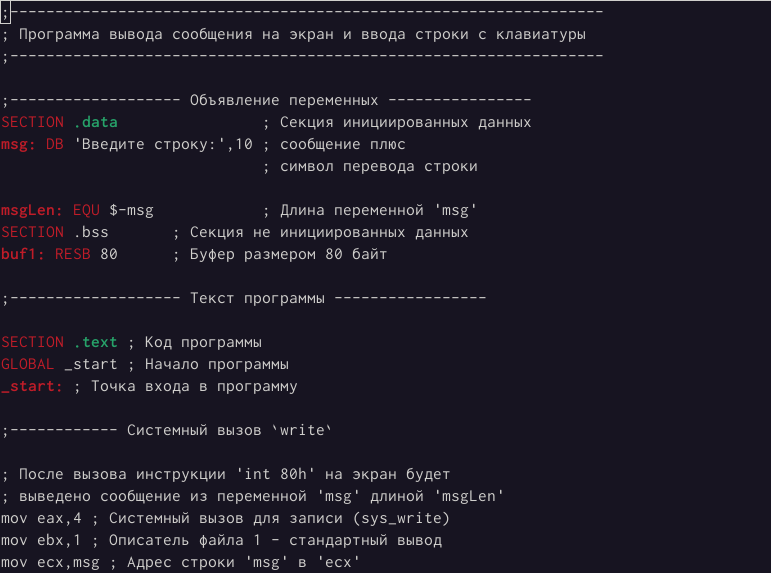 ;------------------------------------------------------------------
; Программа вывода сообщения на экран и ввода строки с клавиатуры
;------------------------------------------------------------------
;------------------- Объявление переменных ----------------
SECTION .data ; Секция инициированных данных
msg: DB 'Введите строку:',10 ; сообщение плюс
; символ перевода строки
msgLen: EQU $-msg ; Длина переменной 'msg'
SECTION .bss ; Секция не инициированных данных
buf1: RESB 80 ; Буфер размером 80 байт
;------------------- Текст программы -----------------
SECTION .text ; Код программы
GLOBAL _start ; Начало программы
_start: ; Точка входа в программу
;------------ Системный вызов `write`
; После вызова инструкции 'int 80h' на экран будет
; выведено сообщение из переменной 'msg' длиной 'msgLen'
mov eax,4 ; Системный вызов для записи (sys_write)
mov ebx,1 ; Описатель файла 1 - стандартный вывод
mov ecx,msg ; Адрес строки 'msg' в 'ecx'